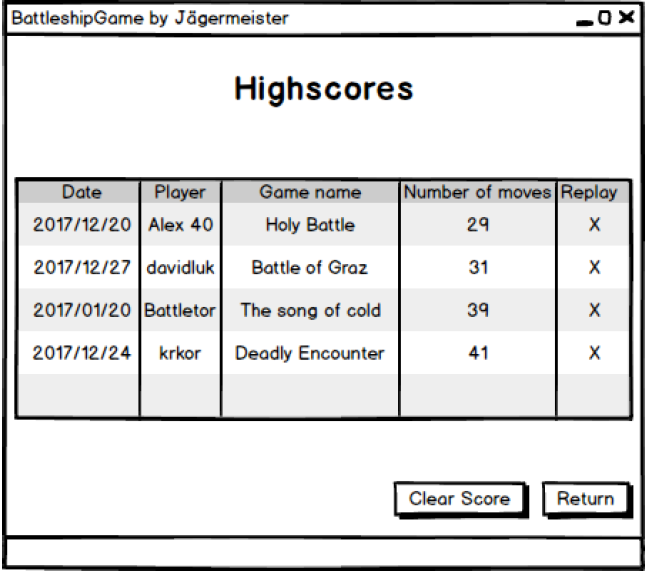 BattleshipGame by Jägermeister
Highscores
Date Player Game name Number of moves Replay
2017/12/20 Alex 40 Holy Battle 29 X
2017/12/27 davidluk Battle of Graz 31 X
2017/01/20 Battletor The song of cold 39 X
2017/12/24 krkor Deadly Encounter 41 X
Clear Score Return